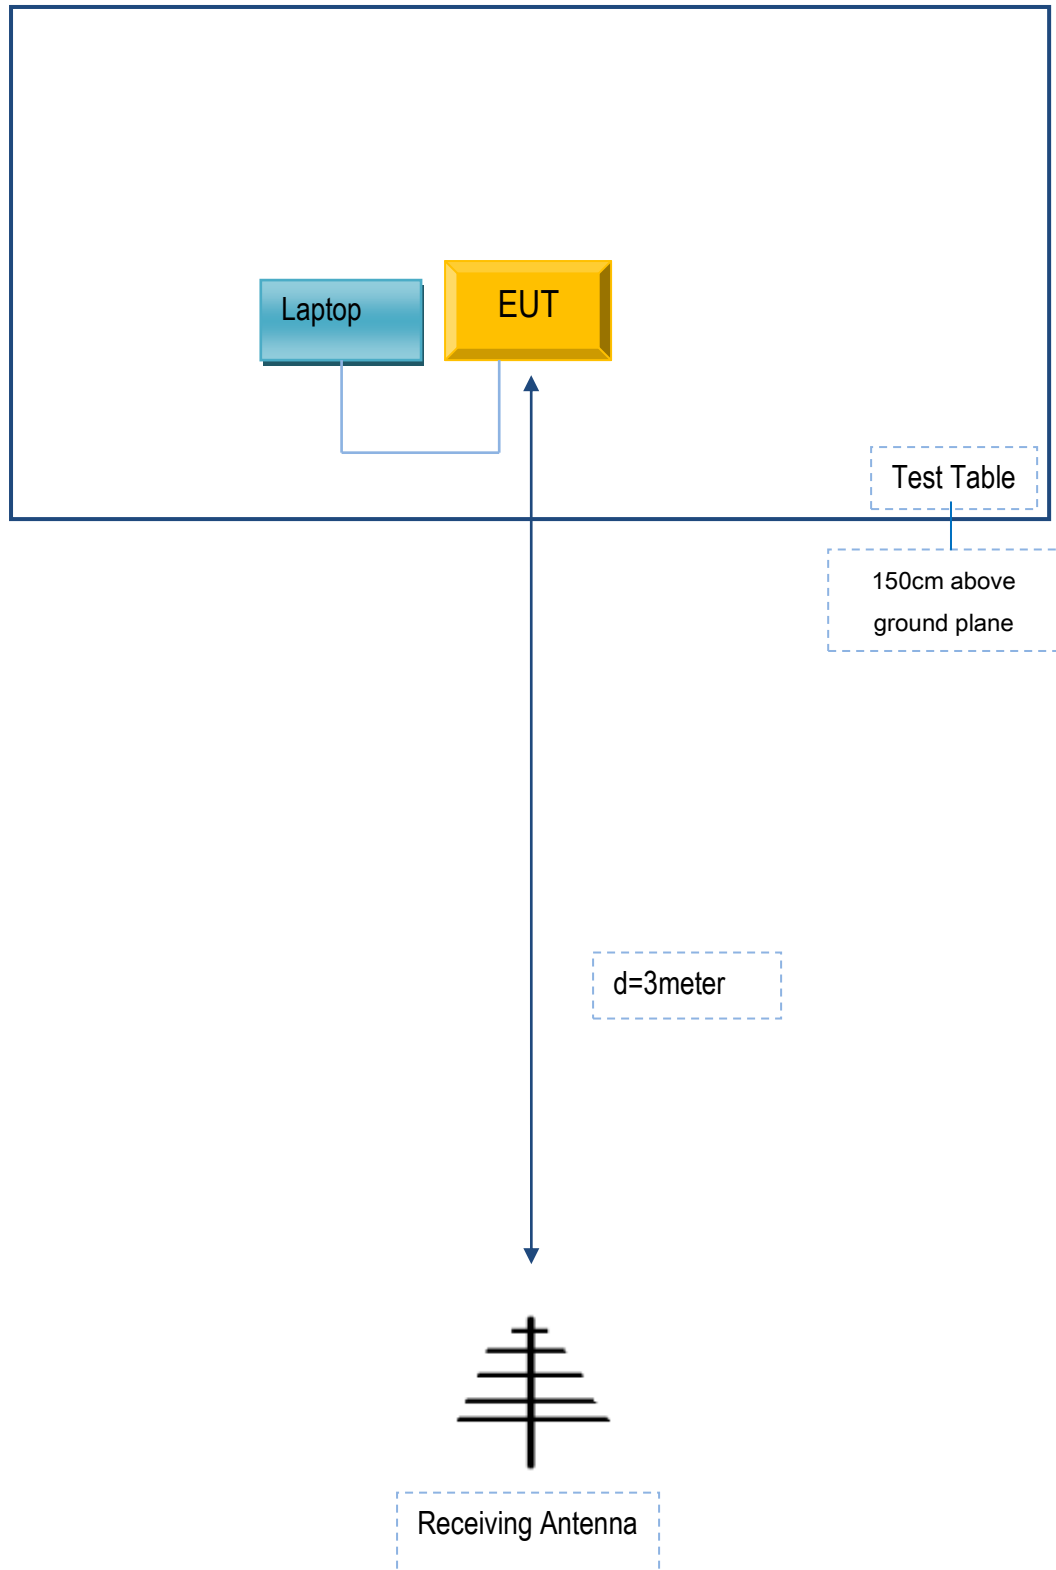 Laptop
EUT
Test Table
150cm above
ground plane
d=3meter
Receiving Antenna